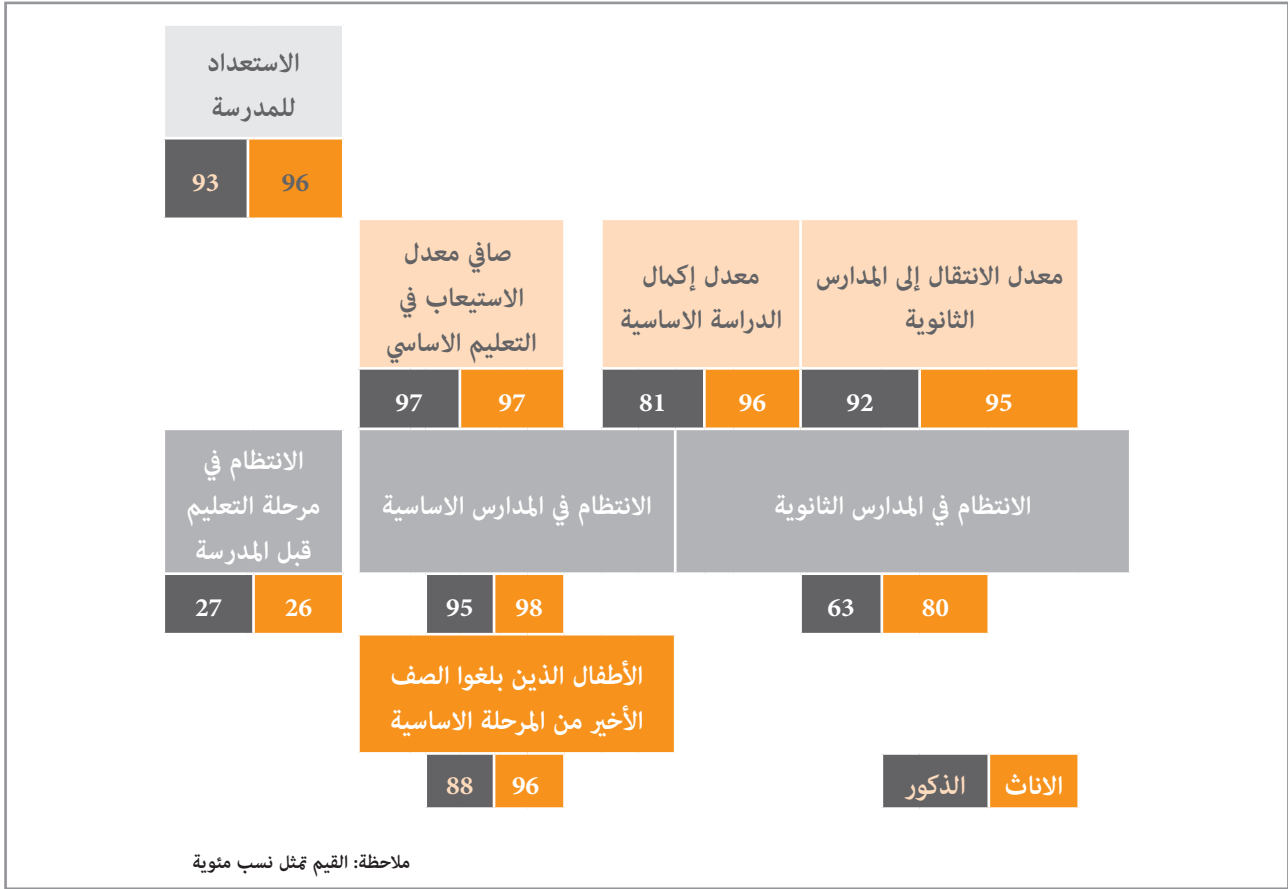 الاستعداد
للمدرسة
96 93
معدل الانتقال إلى المدارس
الثانوية
95 92
معدل إكمال
الدراسة الاساسية
96 81
صافي معدل
الاستيعاب في
التعليم الاساسي
97 97
الانتظام في المدارس الثانوية
80 63
الانتظام في المدارس الاساسية
98 95
الانتظام في
مرحلة التعليم
قبل المدرسة
26 27
الأطفال الذين بلغوا الصف
الأخير من المرحلة الاساسية
96 88
الاناث الذكور
ملاحظة: القيم تمثل نسب مئوية